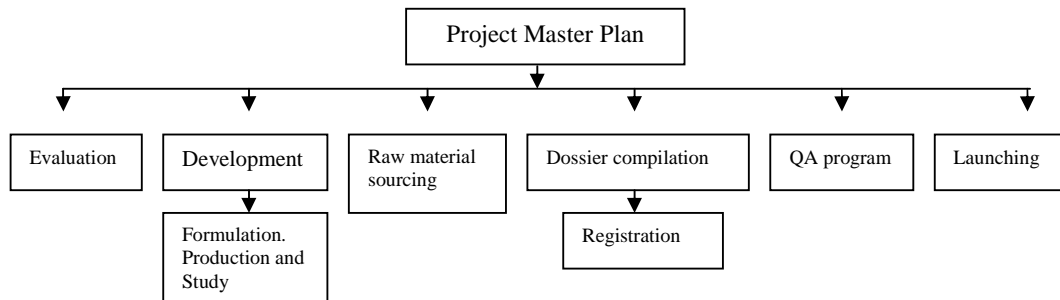 Project Master Plan
Evaluation
Development
Raw material
sourcing
Dossier compilation
QA program
Launching
Formulation.
Production and
Study
Registration